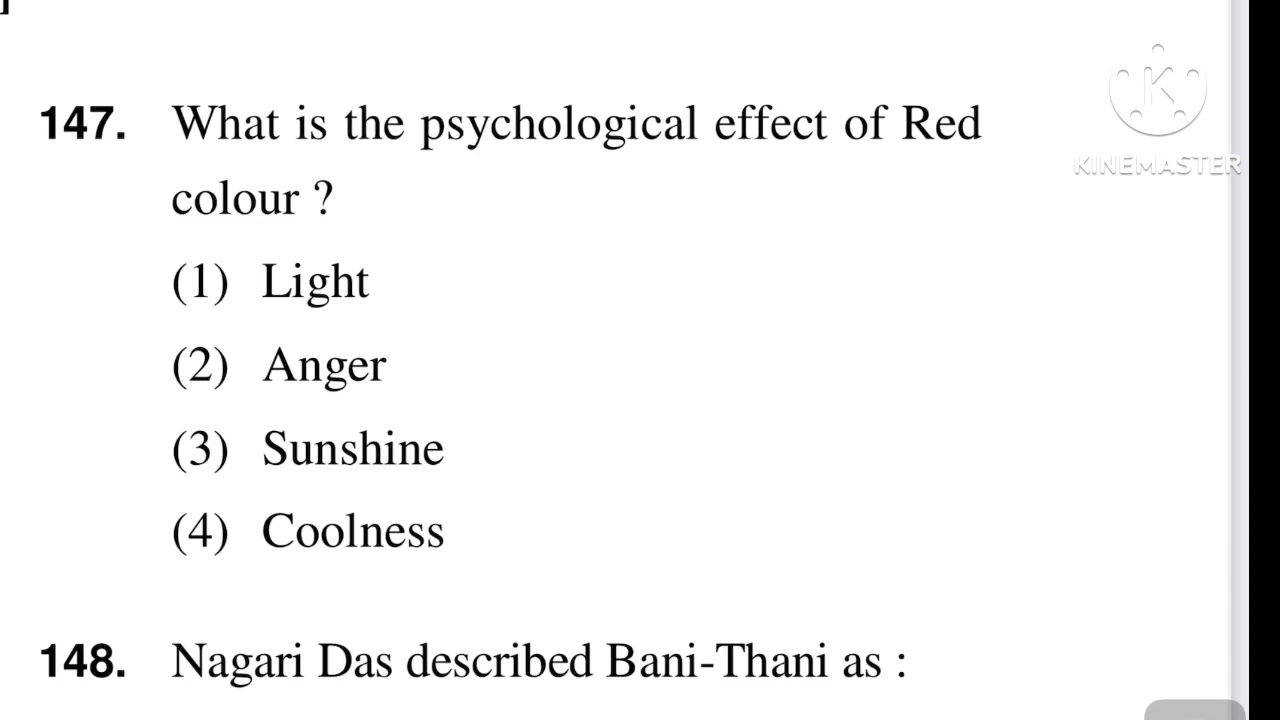 147. What is the psychological effect of Red
colour ?
(1) Light
(2) Anger
(3) Sunshine
(4) Coolness
148. Nagari Das described Bani-Thani as :
K
KINEMASTER